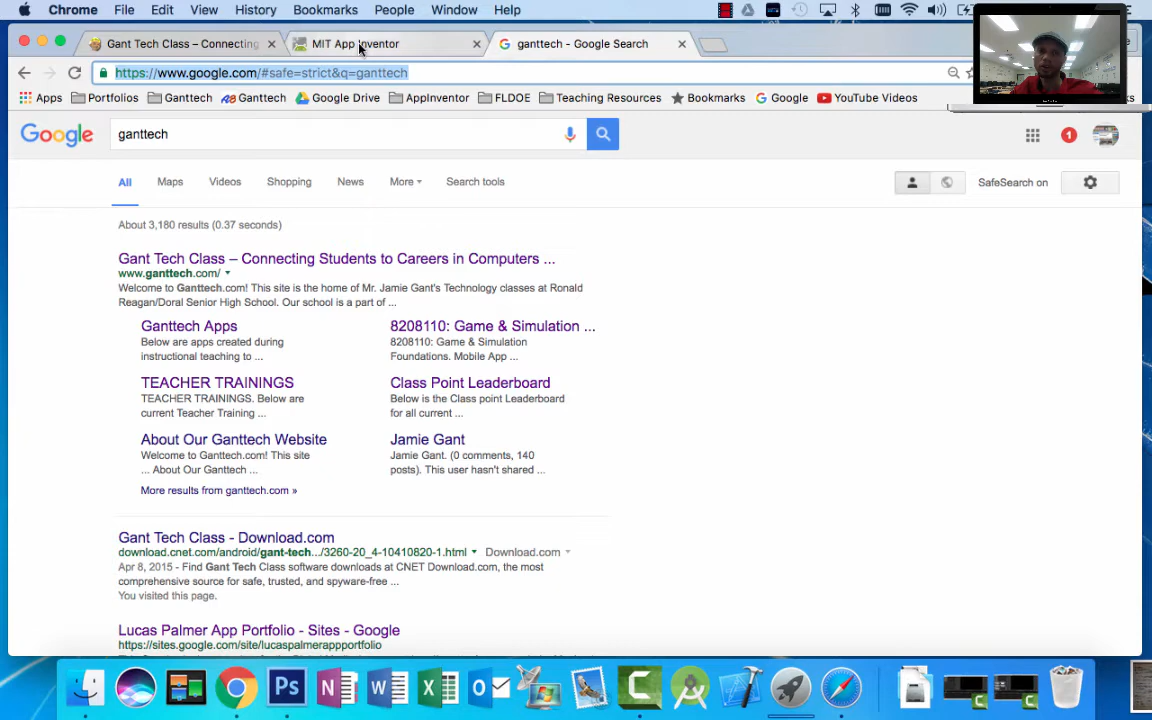 Chrome File Edit View History Bookmarks People Window Help
Gant Tech Class – Connecting MIT App Inventor ganttech - Google Search
https://www.google.com/#safe=strict&q=ganttech
Apps Portfolios Ganttech Ganttech Google Drive AppInventor FLDOE Teaching Resources Bookmarks Google YouTube Videos
Google ganttech 1
All Maps Videos Shopping News More Search tools SafeSearch on
About 3,180 results (0.37 seconds)
Gant Tech Class – Connecting Students to Careers in Computers ...
www.ganttech.com/
Welcome to Ganttech.com! This site is the home of Mr. Jamie Gant's Technology classes at Ronald
Reagan/Doral Senior High School. Our school is a part of ...
Ganttech Apps
Below are apps created during
instructional teaching to ...
8208110: Game & Simulation ...
8208110: Game & Simulation
Foundations. Mobile App ...
TEACHER TRAININGS
TEACHER TRAININGS. Below are
current Teacher Training ...
Class Point Leaderboard
Below is the Class point Leaderboard
for all current ...
About Our Ganttech Website
Welcome to Ganttech.com! This site
... About Our Ganttech ...
Jamie Gant
Jamie Gant. (0 comments, 140
posts). This user hasn't shared ...
More results from ganttech.com »
Gant Tech Class - Download.com
download.cnet.com/android/gant-tech.../3260-20_4-10410820-1.html Download.com
Apr 8, 2015 - Find Gant Tech Class software downloads at CNET Download.com, the most
comprehensive source for safe, trusted, and spyware-free ...
You visited this page.
Lucas Palmer App Portfolio - Sites - Google
https://sites.google.com/site/lucaspalmerappportfolio
Ps N W X O C